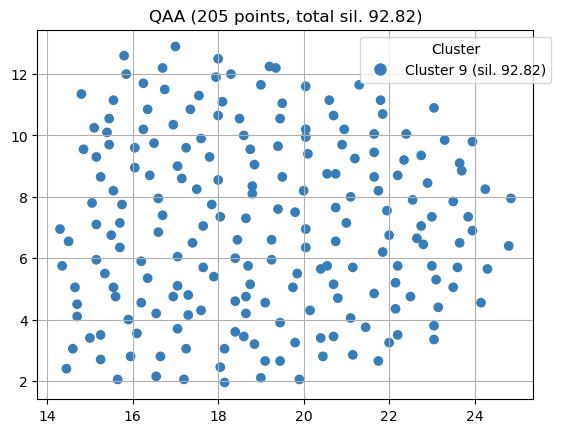 QAA (205 points, total sil. 92.82)
Cluster
Cluster 9 (sil. 92.82)
12
10
8
6
4
2
14 16 18 20 22 24